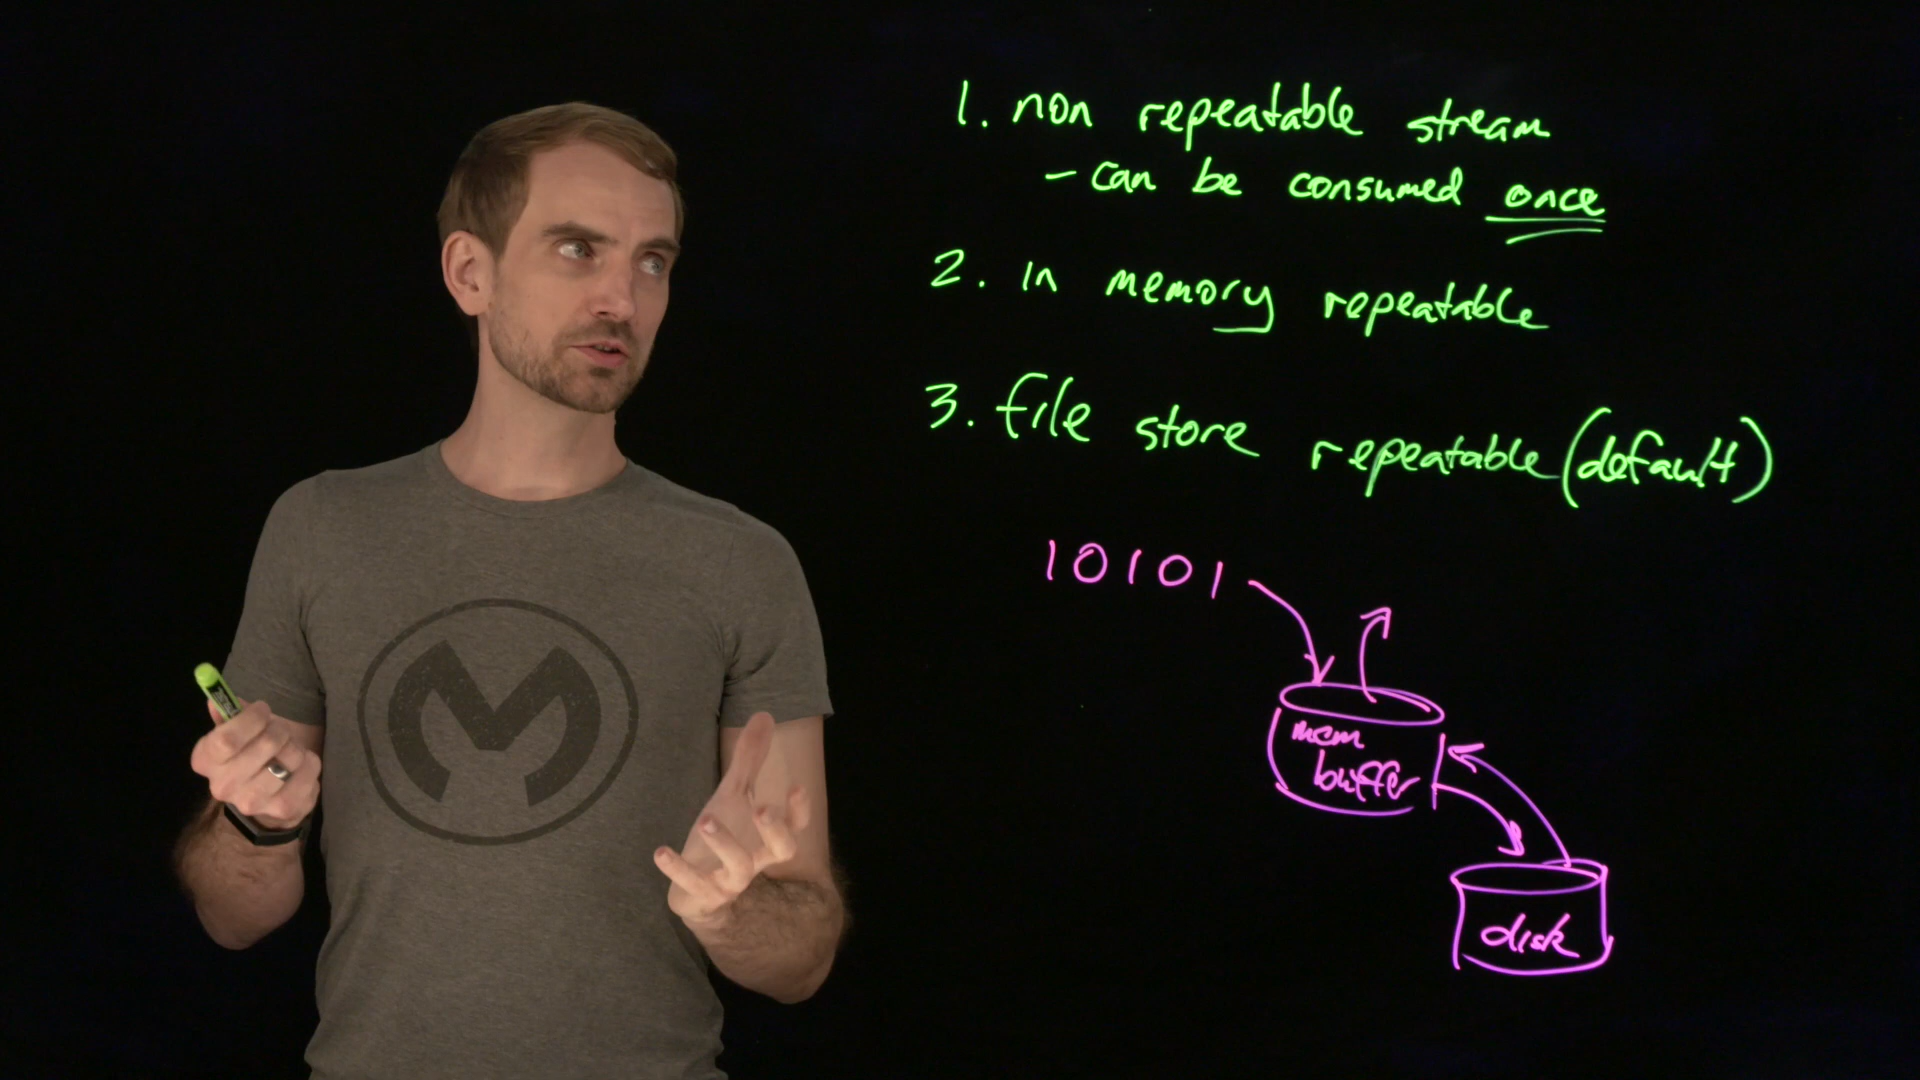 1. non repeatable stream
- can be consumed once
2. in memory repeatable
3. file store repeatable (default)
10101
mem
buffer
disk